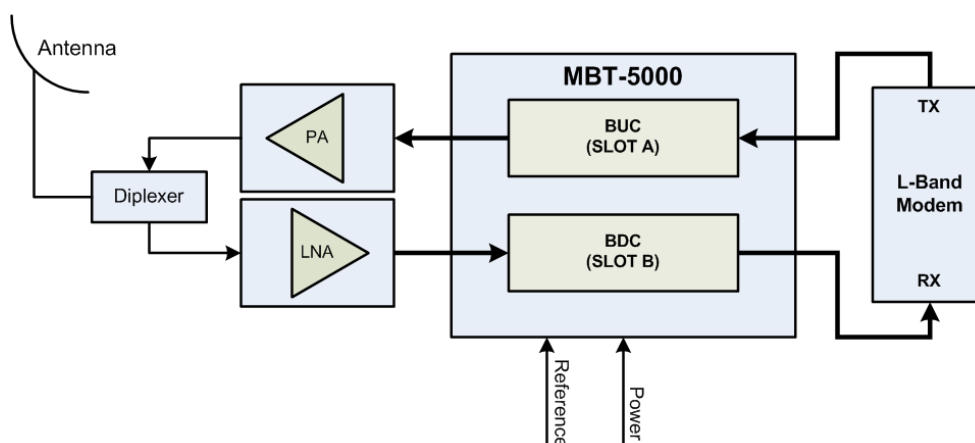 Antenna
MBT-5000
PA
BUC
(SLOT A)
TX
Diplexer
L-Band
Modem
LNA
BDC
(SLOT B)
RX
Reference
Power